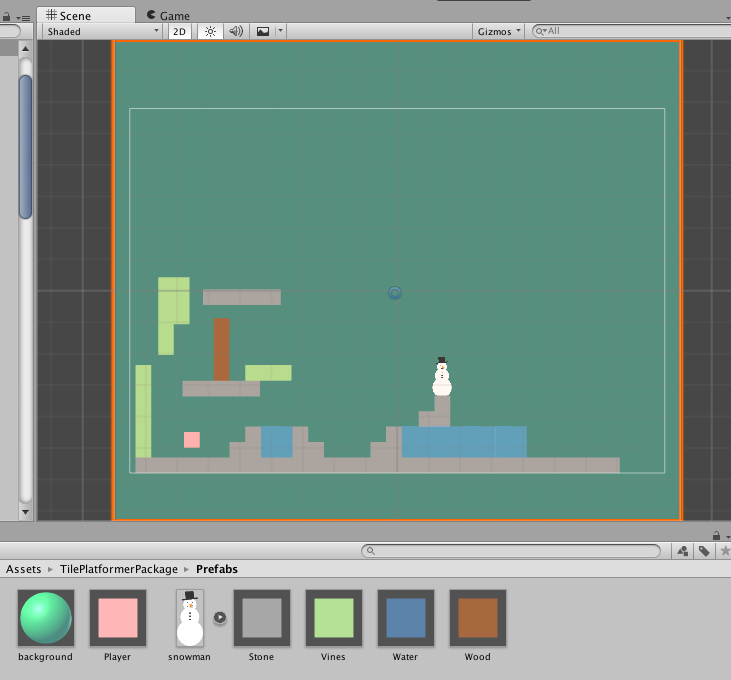 Scene Game
Shaded 2D Gizmos All
Assets TilePlatformerPackage Prefabs
background Player snowman Stone Vines Water Wood